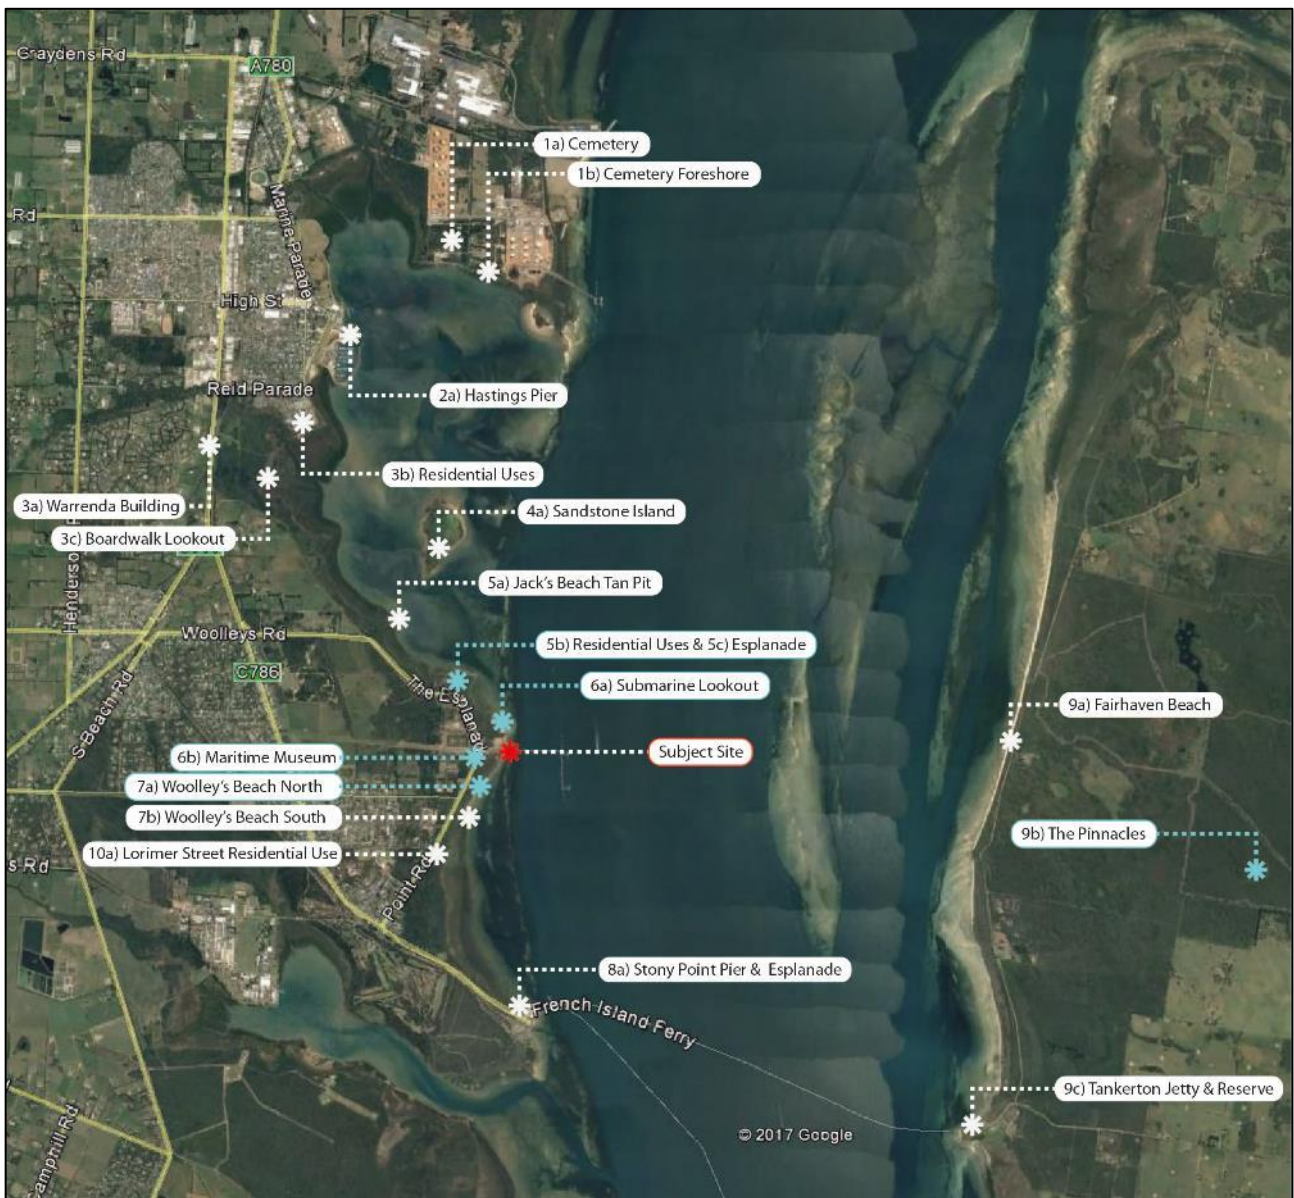 Graydens Rd
A780
1a) Cemetery
1b) Cemetery Foreshore
Rd
Marine Parade
High St
Reid Parade
2a) Hastings Pier
3b) Residential Uses
3a) Warrenda Building
3c) Boardwalk Lookout
4a) Sandstone Island
5a) Jack's Beach Tan Pit
Woolleys Rd
5b) Residential Uses & 5c) Esplanade
C786
6a) Submarine Lookout
S Beach Rd
9a) Fairhaven Beach
6b) Maritime Museum
Subject Site
7a) Woolley's Beach North
7b) Woolley's Beach South
9b) The Pinnacles
10a) Lorimer Street Residential Use
s Rd
Point Rd
8a) Stony Point Pier & Esplanade
French Island Ferry
9c) Tankerton Jetty & Reserve
© 2017 Google